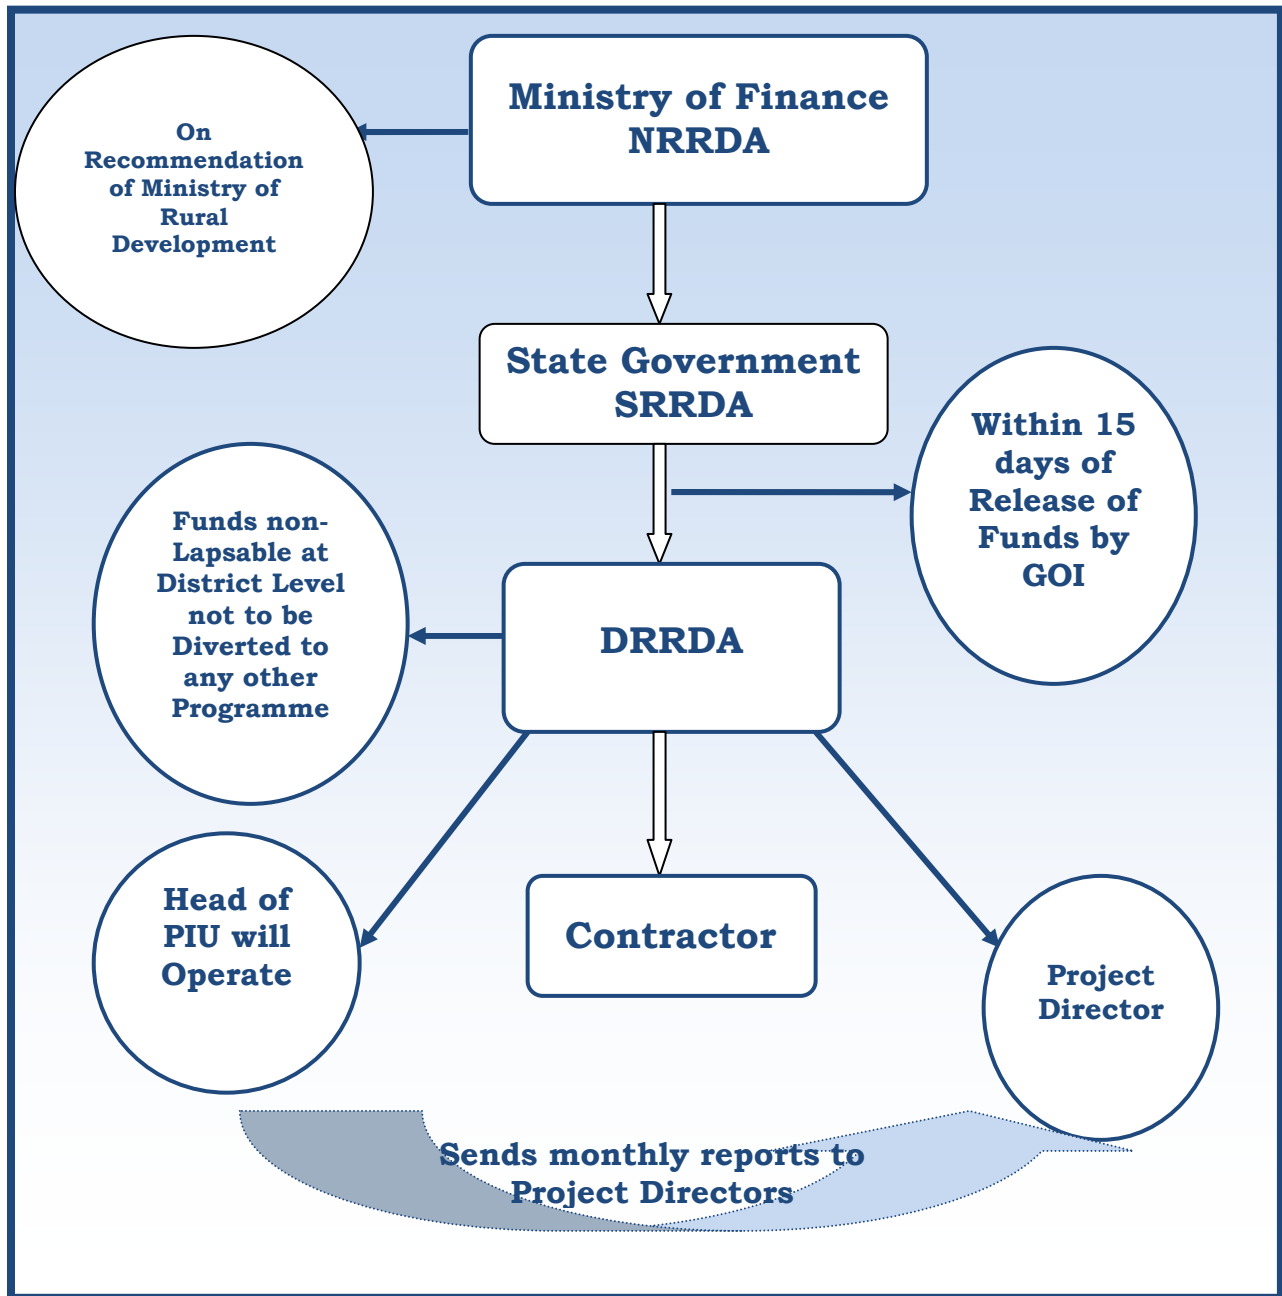 Ministry of Finance
NRRDA
On
Recommendation
of Ministry of
Rural
Development
State Government
SRRDA
Within 15
days of
Release of
Funds by
GOI
Funds non-
Lapsable at
District Level
not to be
Diverted to
any other
Programme
DRRDA
Head of
PIU will
Operate
Contractor
Project
Director
Sends monthly reports to
Project Directors